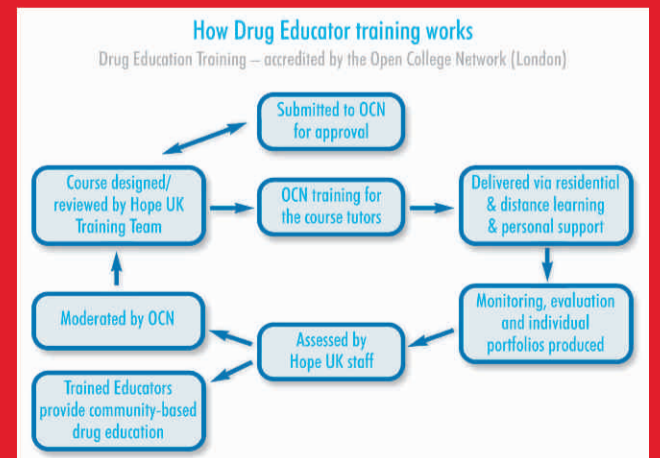 How Drug Educator training works
Drug Education Training – accredited by the Open College Network (London)
Submitted to OCN
for approval
Course designed/
reviewed by Hope UK
Training Team
OCN training for
the course tutors
Delivered via residential
& distance learning
& personal support
Moderated by OCN
Assessed by
Hope UK staff
Monitoring, evaluation
and individual
portfolios produced
Trained Educators
provide community-based
drug education